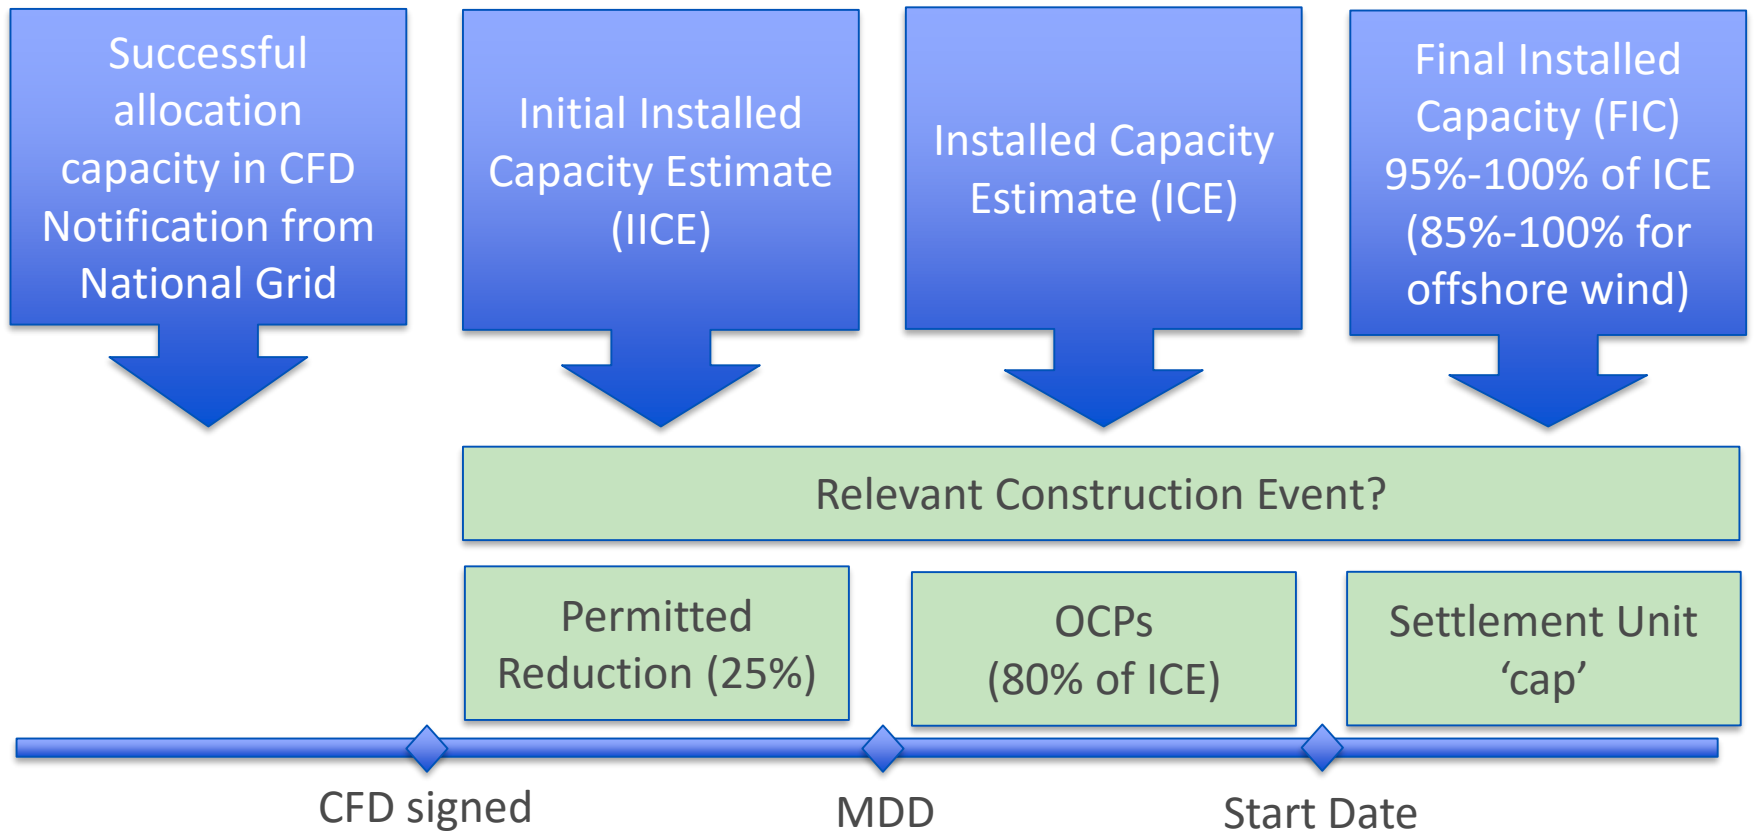 Successful
allocation
capacity in CFD
Notification from
National Grid
Initial Installed
Capacity Estimate
(IICE)
Installed Capacity
Estimate (ICE)
Final Installed
Capacity (FIC)
95%-100% of ICE
(85%-100% for
offshore wind)
Relevant Construction Event?
Permitted
Reduction (25%)
OCPs
(80% of ICE)
Settlement Unit
‘cap’
CFD signed
MDD
Start Date